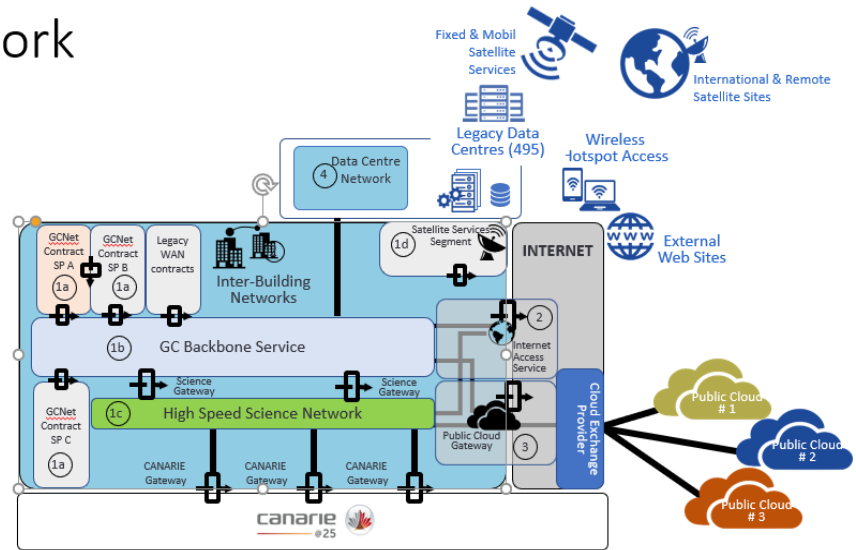 ork
Fixed & Mobil
Satellite
Services
International & Remote
Satellite Sites
Legacy Data
Centres (495)
Wireless
Hotspot Access
4
Data Centre
Network
WWW
External
Web Sites
GCNet
Contract
SP A
1a
GCNet
Contract
SP B
1a
Legacy
WAN
contracts
Inter-Building
Networks
Satellite Services
Segment
1d
INTERNET
1b
GC Backbone Service
2
Internet
Access
Service
Science
Gateway
Science
Gateway
GCNet
Contract
SP C
1a
1c
High Speed Science Network
Public Cloud
Gateway
3
Cloud Exchange
Provider
Public Cloud
# 1
Public Cloud
# 2
Public Cloud
# 3
CANARIE
Gateway
CANARIE
Gateway
CANARIE
Gateway
canarie
@25